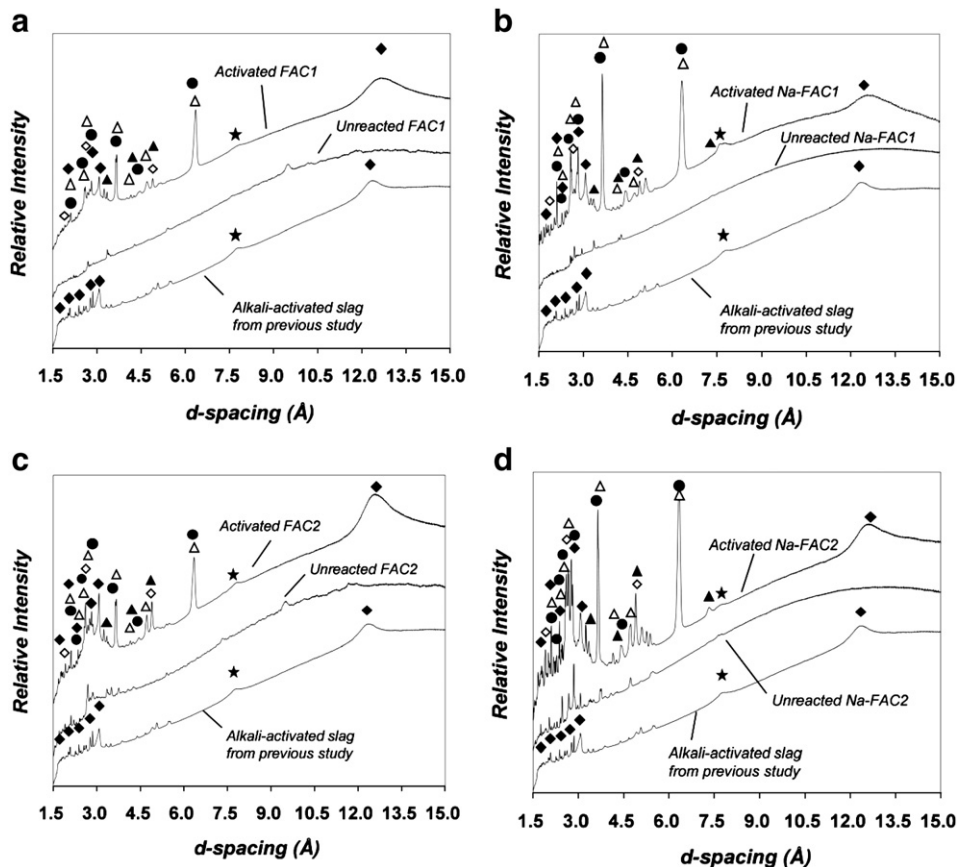 a
Relative Intensity
Activated FAC1
Unreacted FAC1
Alkali-activated slag
from previous study
1.5 3.0 4.5 6.0 7.5 9.0 10.5 12.0 13.5 15.0
d-spacing (Å)
b
Relative Intensity
Activated Na-FAC1
Unreacted Na-FAC1
Alkali-activated slag
from previous study
1.5 3.0 4.5 6.0 7.5 9.0 10.5 12.0 13.5 15.0
d-spacing (Å)
c
Relative Intensity
Activated FAC2
Unreacted FAC2
Alkali-activated slag
from previous study
1.5 3.0 4.5 6.0 7.5 9.0 10.5 12.0 13.5 15.0
d-spacing (Å)
d
Relative Intensity
Activated Na-FAC2
Unreacted Na-FAC2
Alkali-activated slag
from previous study
1.5 3.0 4.5 6.0 7.5 9.0 10.5 12.0 13.5 15.0
d-spacing (Å)